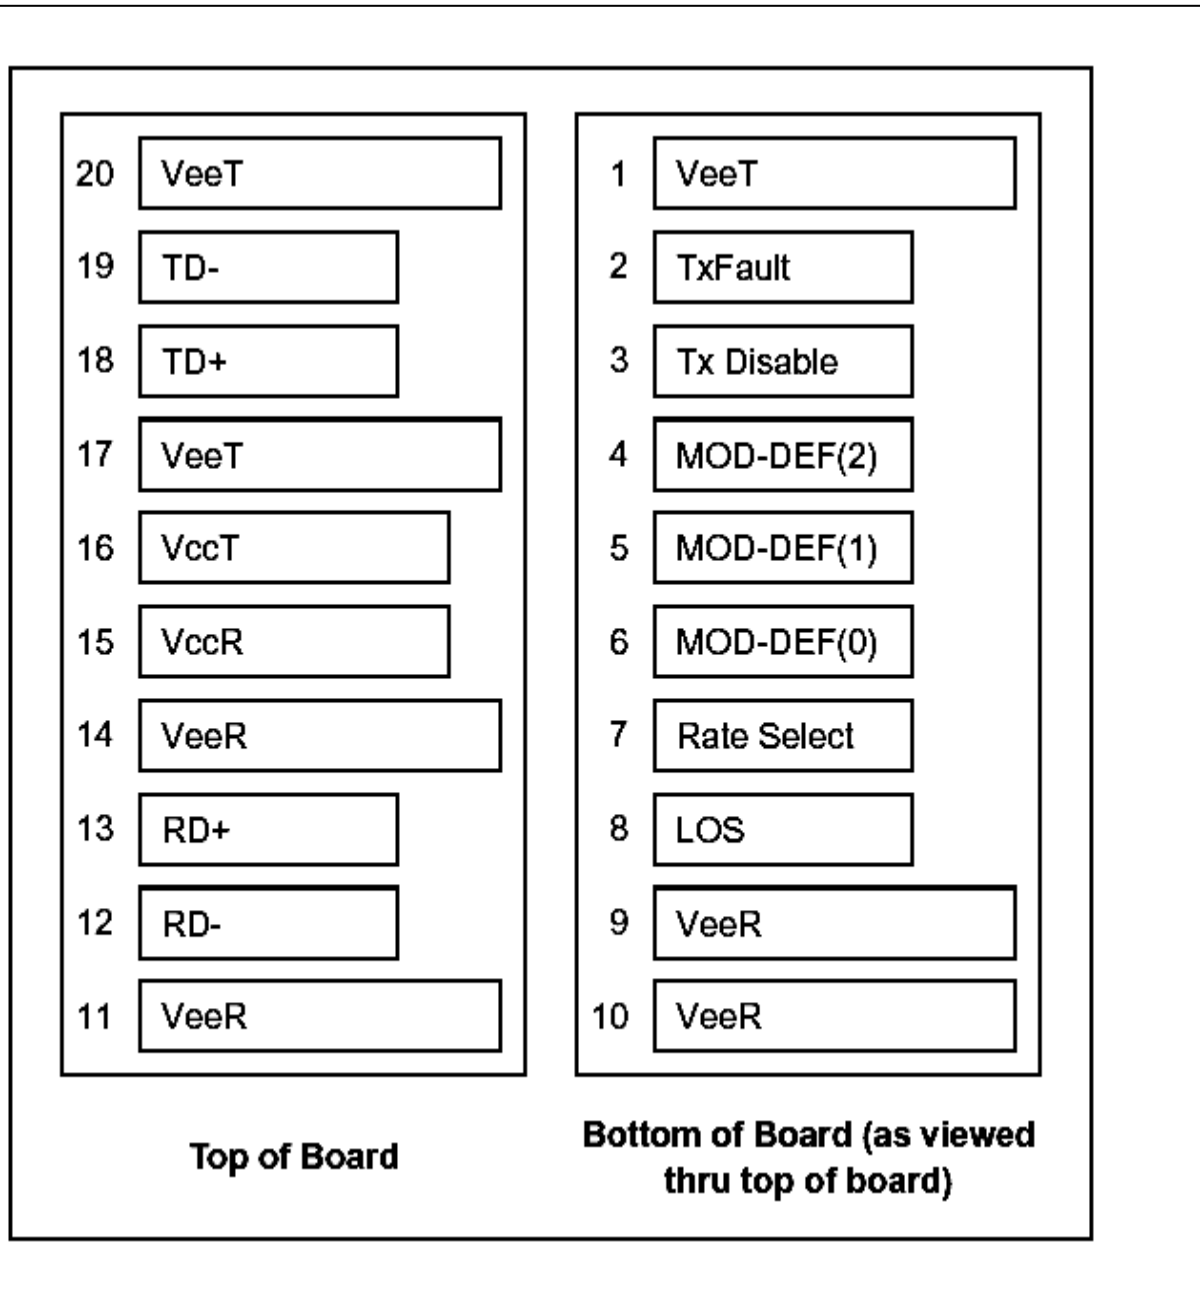 20 VeeT
19 TD-
18 TD+
17 VeeT
16 VccT
15 VccR
14 VeeR
13 RD+
12 RD-
11 VeeR
Top of Board
1 VeeT
2 TxFault
3 Tx Disable
4 MOD-DEF(2)
5 MOD-DEF(1)
6 MOD-DEF(0)
7 Rate Select
8 LOS
9 VeeR
10 VeeR
Bottom of Board (as viewed
thru top of board)